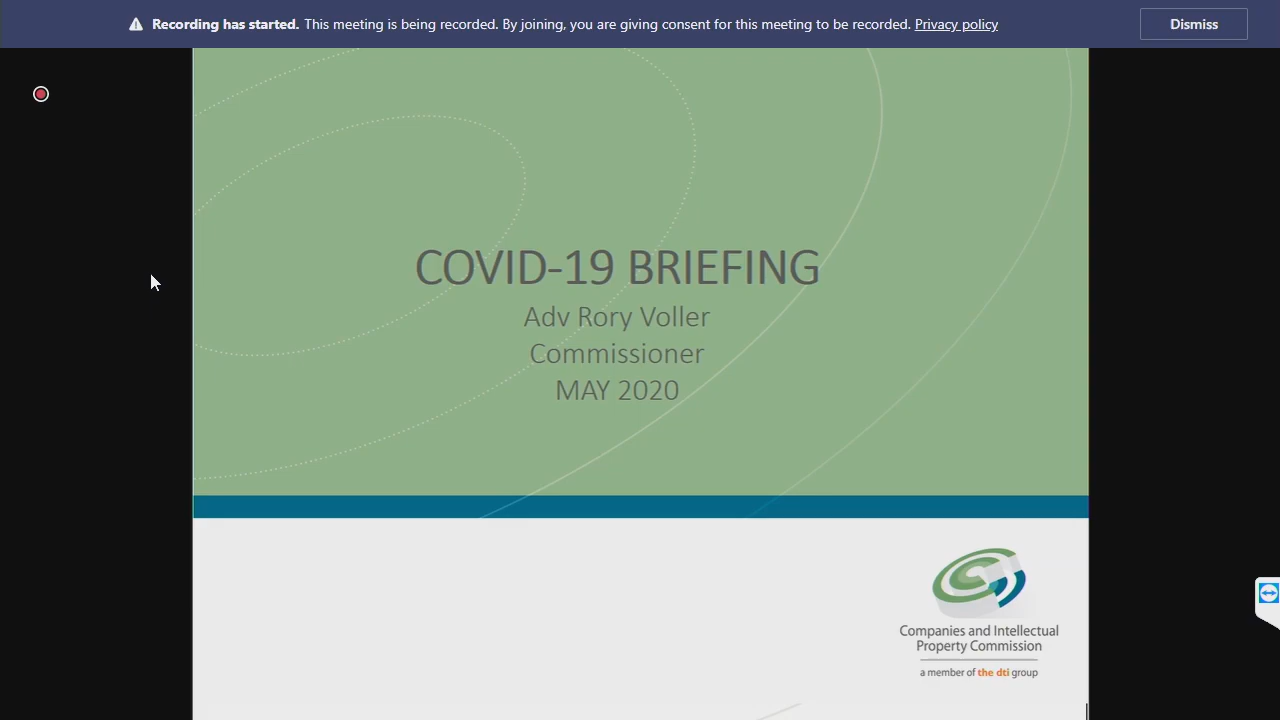 Recording has started. This meeting is being recorded. By joining, you are giving consent for this meeting to be recorded. Privacy policy
Dismiss
COVID-19 BRIEFING
Adv Rory Voller
Commissioner
MAY 2020
Companies and Intellectual
Property Commission
a member of the dti group